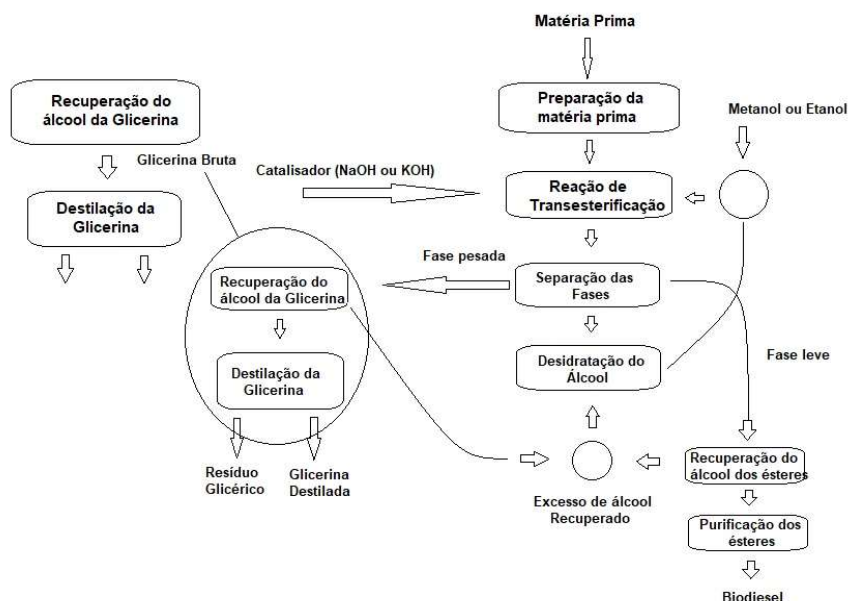 Matéria Prima
Recuperação do
álcool da Glicerina
Preparação da
matéria prima
Metanol ou Etanol
Glicerina Bruta
Catalisador (NaOH ou KOH)
Destilação da
Glicerina
Reação de
Transesterificação
Fase pesada
Recuperação do
álcool da Glicerina
Separação das
Fases
Fase leve
Destilação da
Glicerina
Desidratação do
Álcool
Resíduo
Glicérico
Glicerina
Destilada
Excesso de álcool
Recuperado
Recuperação do
álcool dos ésteres
Purificação dos
ésteres
Biodiesel